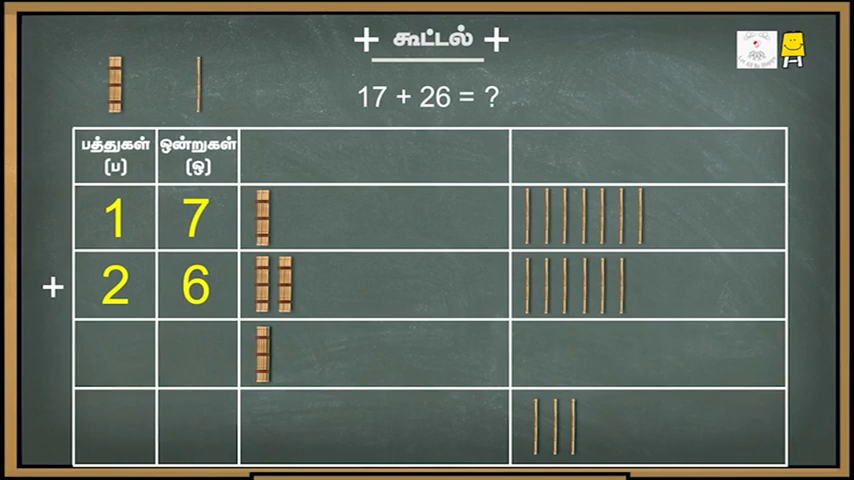 + கூட்டல் +
17 + 26 = ?
பத்துகள் ஒன்றுகள்
(ப) (ஒ)
1 7
+ 2 6